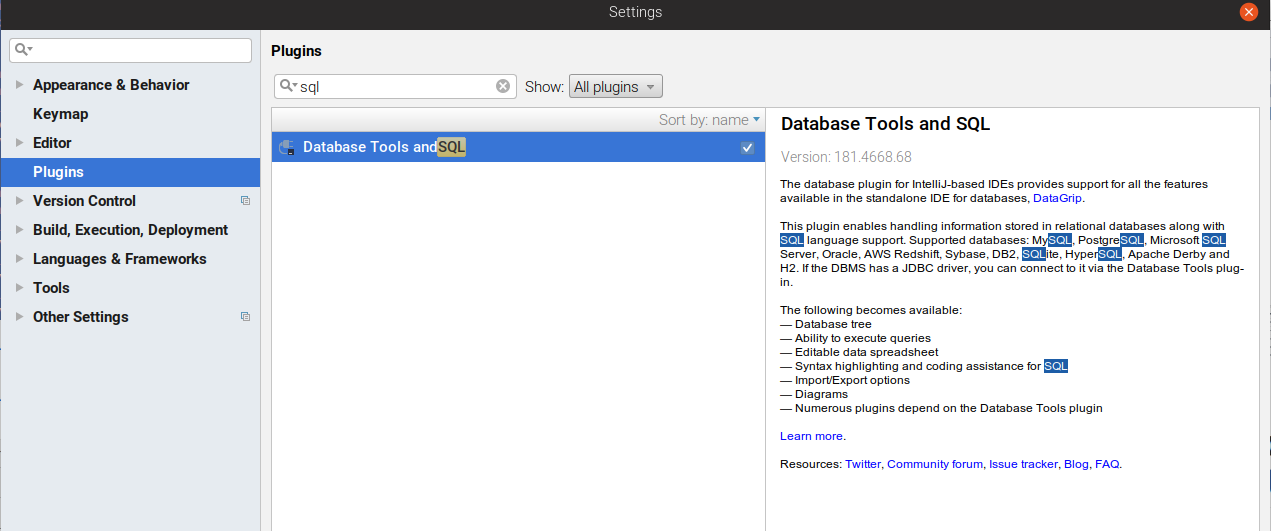 Settings
Appearance & Behavior
Keymap
Editor
Plugins
Version Control
Build, Execution, Deployment
Languages & Frameworks
Tools
Other Settings
Plugins
sql
Show: All plugins
Sort by: name
Database Tools and SQL
Database Tools and SQL
Version: 181.4668.68
The database plugin for IntelliJ-based IDEs provides support for all the features
available in the standalone IDE for databases, DataGrip.
This plugin enables handling information stored in relational databases along with
SQL language support. Supported databases: MySQL, PostgreSQL, Microsoft SQL
Server, Oracle, AWS Redshift, Sybase, DB2, SQLite, HyperSQL, Apache Derby and
H2. If the DBMS has a JDBC driver, you can connect to it via the Database Tools plug-
in.
The following becomes available:
— Database tree
— Ability to execute queries
— Editable data spreadsheet
— Syntax highlighting and coding assistance for SQL
— Import/Export options
— Diagrams
— Numerous plugins depend on the Database Tools plugin
Learn more.
Resources: Twitter, Community forum, Issue tracker, Blog, FAQ.